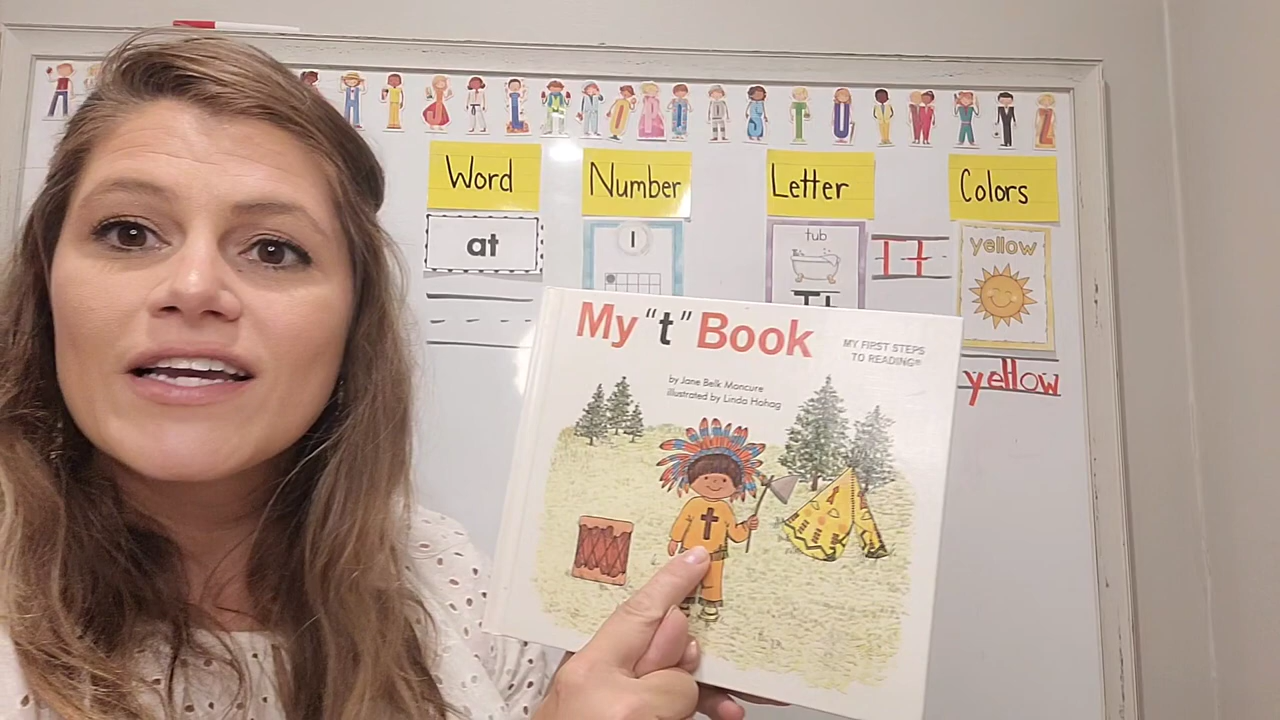 Word
Number
Letter
Colors
at
1
tub
Tt
yellow
yellow
My "t" Book
MY FIRST STEPS
TO READING®
by Jane Belk Moncure
illustrated by Linda Hohag
t